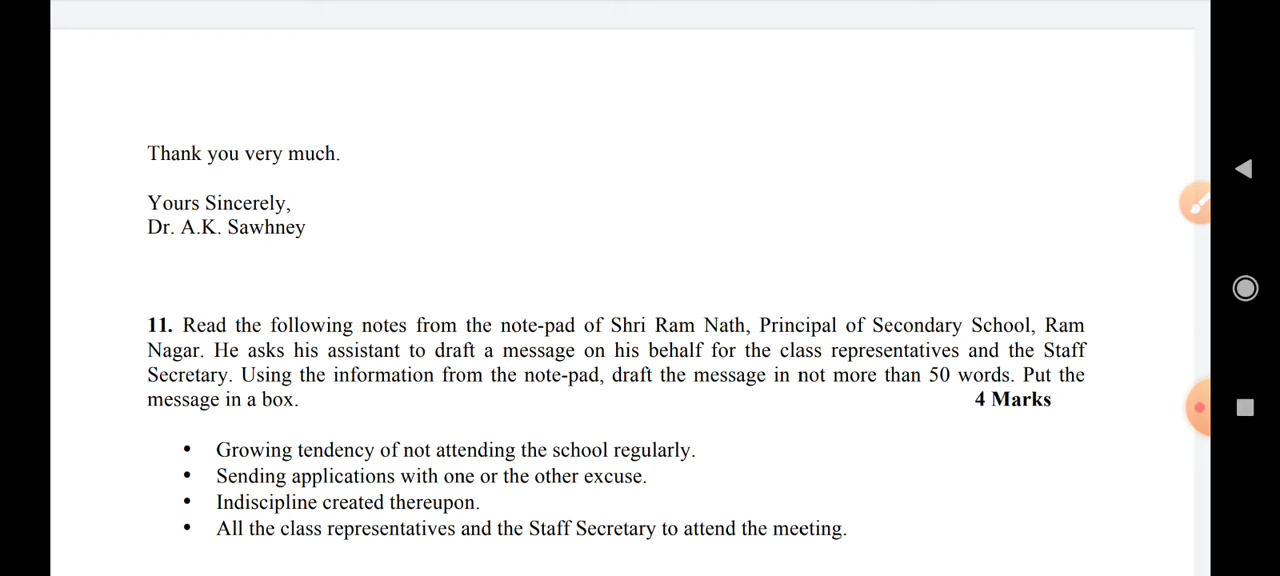 Thank you very much.
Yours Sincerely,
Dr. A.K. Sawhney
11. Read the following notes from the note-pad of Shri Ram Nath, Principal of Secondary School, Ram
Nagar. He asks his assistant to draft a message on his behalf for the class representatives and the Staff
Secretary. Using the information from the note-pad, draft the message in not more than 50 words. Put the
message in a box. 4 Marks
• Growing tendency of not attending the school regularly.
• Sending applications with one or the other excuse.
• Indiscipline created thereupon.
• All the class representatives and the Staff Secretary to attend the meeting.